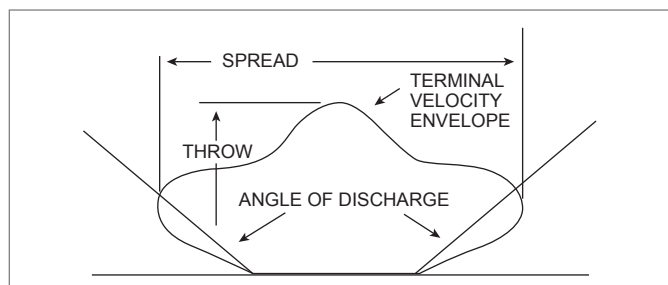 SPREAD
TERMINAL
VELOCITY
ENVELOPE
THROW
ANGLE OF DISCHARGE